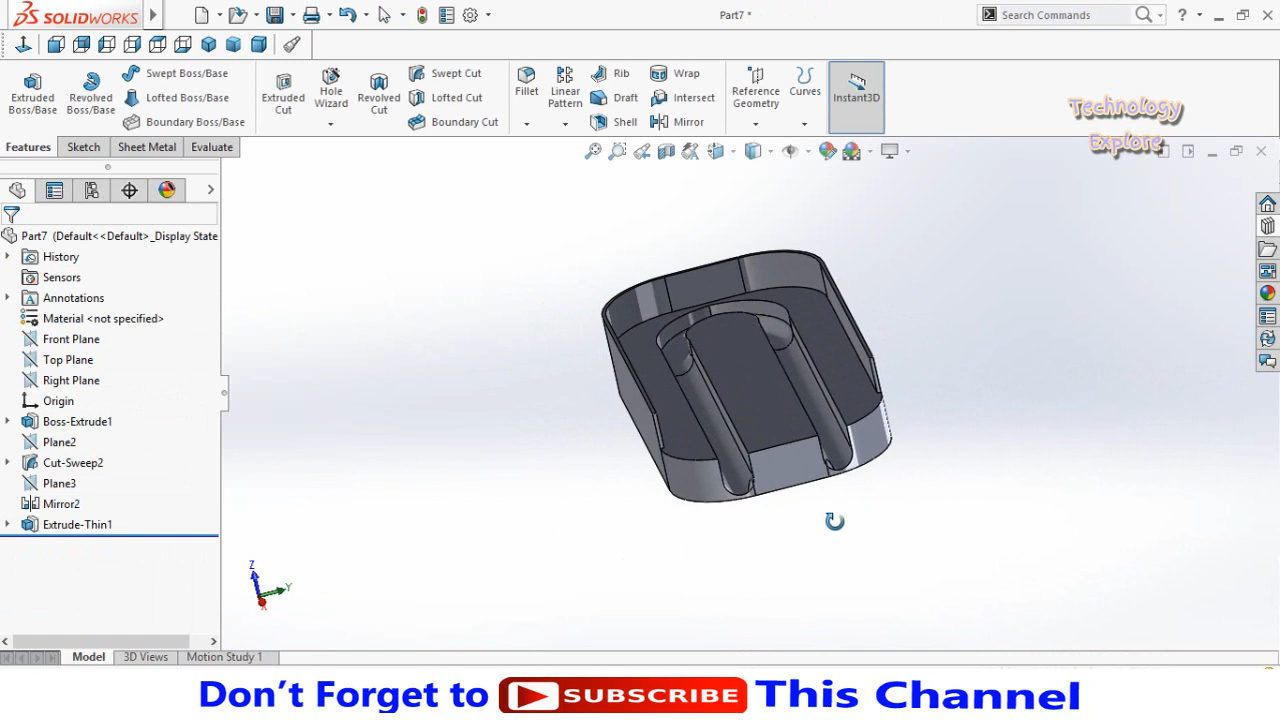 SOLIDWORKS
Part7 *
Search Commands
?
Extruded Boss/Base
Revolved Boss/Base
Swept Boss/Base
Lofted Boss/Base
Boundary Boss/Base
Extruded Cut
Hole Wizard
Revolved Cut
Swept Cut
Lofted Cut
Boundary Cut
Fillet
Linear Pattern
Rib
Draft
Shell
Wrap
Intersect
Mirror
Reference Geometry
Curves
Instant3D
Technology
Explore
Features
Sketch
Sheet Metal
Evaluate
Part7 (Default<<Default>_Display State
History
Sensors
Annotations
Material <not specified>
Front Plane
Top Plane
Right Plane
Origin
Boss-Extrude1
Plane2
Cut-Sweep2
Plane3
Mirror2
Extrude-Thin1
Z
Y
X
Model
3D Views
Motion Study 1
Don't Forget to SUBSCRIBE This Channel